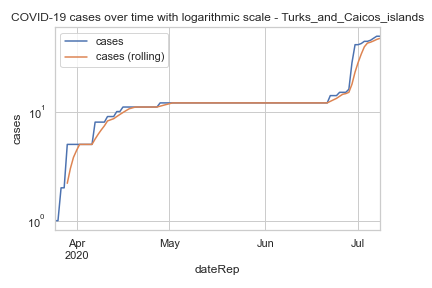 COVID-19 cases over time with logarithmic scale - Turks_and_Caicos_islands
cases
cases (rolling)
10¹
10⁰
cases
Apr
2020
May
Jun
Jul
dateRep